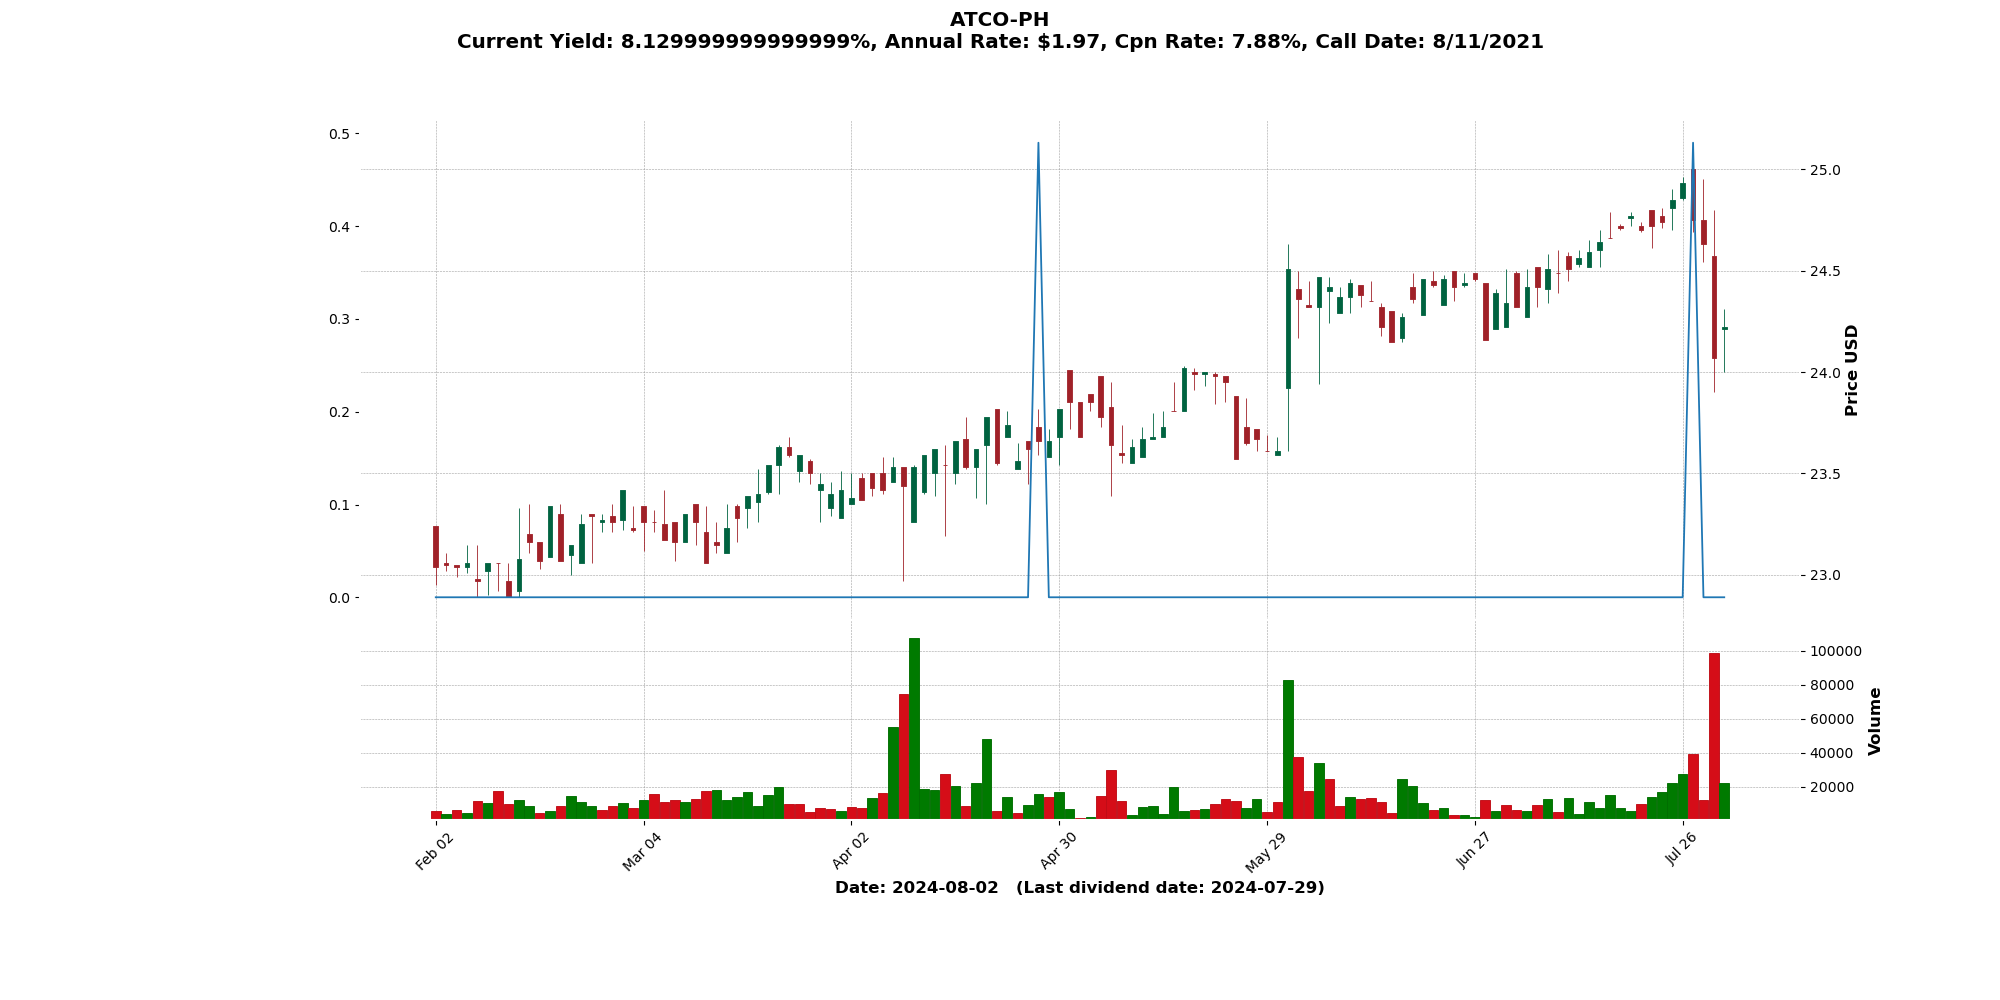 ATCO-PH
Current Yield: 8.129999999999999%, Annual Rate: $1.97, Cpn Rate: 7.88%, Call Date: 8/11/2021
0.5
0.4
0.3
0.2
0.1
0.0
25.0
24.5
24.0
23.5
23.0
Price USD
100000
80000
60000
40000
20000
Volume
Feb 02
Mar 04
Apr 02
Apr 30
May 29
Jun 27
Jul 26
Date: 2024-08-02 (Last dividend date: 2024-07-29)